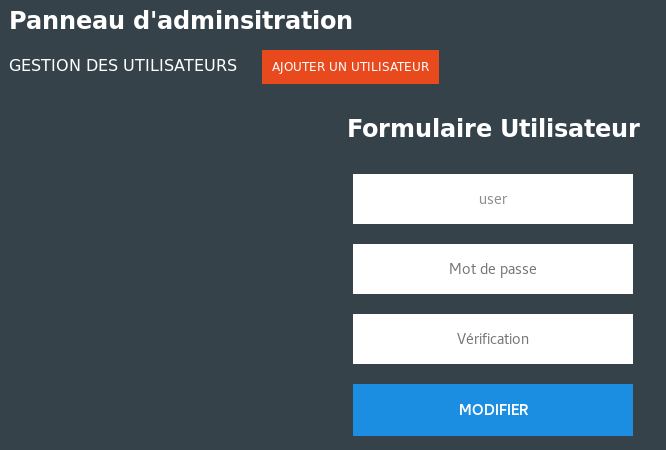 Panneau d'adminsitration
GESTION DES UTILISATEURS AJOUTER UN UTILISATEUR
Formulaire Utilisateur
user
Mot de passe
Vérification
MODIFIER